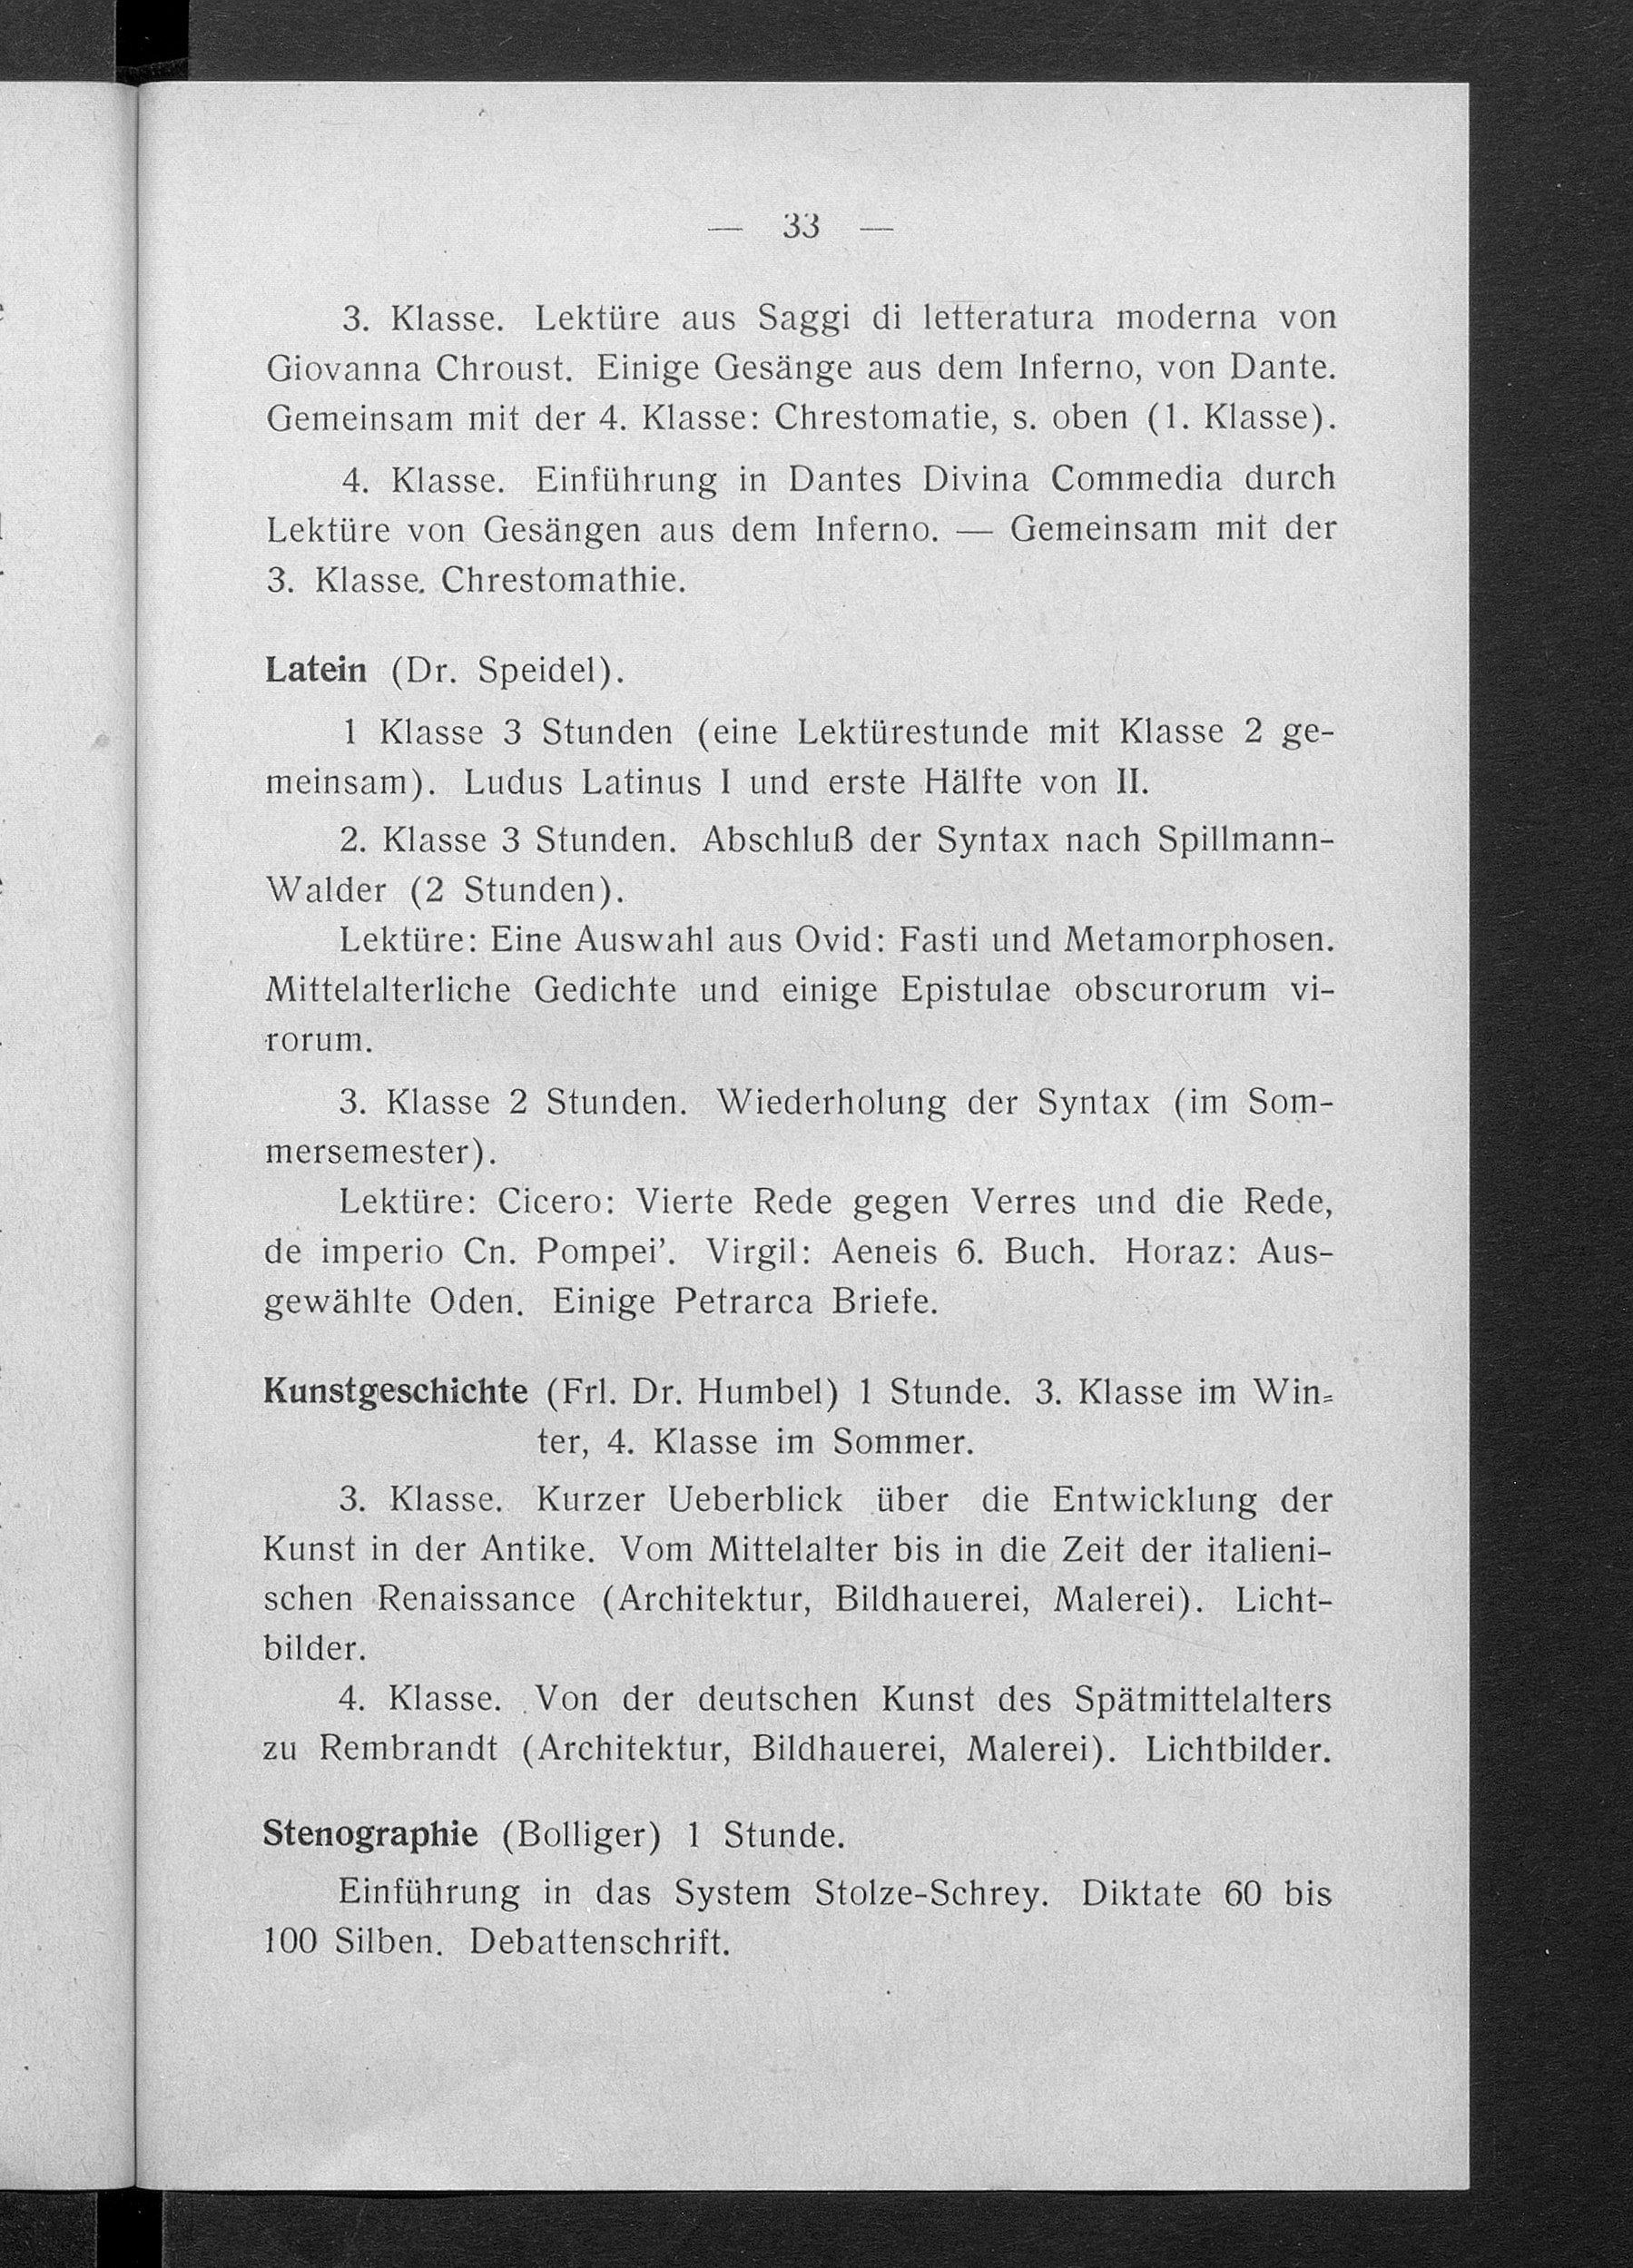 — 33 —
3. Klasse. Lektüre aus Saggi di letteratura moderna von
Giovanna Chroust. Einige Gesänge aus dem Inferno, von Dante.
Gemeinsam mit der 4. Klasse: Chrestomatie, s. oben (1. Klasse).
4. Klasse. Einführung in Dantes Divina Commedia durch
Lektüre von Gesängen aus dem Inferno. — Gemeinsam mit der
3. Klasse. Chrestomathie.
Latein (Dr. Speidel).
1 Klasse 3 Stunden (eine Lektürestunde mit Klasse 2 ge-
meinsam). Ludus Latinus I und erste Hälfte von II.
2. Klasse 3 Stunden. Abschluß der Syntax nach Spillmann-
Walder (2 Stunden).
Lektüre: Eine Auswahl aus Ovid: Fasti und Metamorphosen.
Mittelalterliche Gedichte und einige Epistulae obscurorum vi-
rorum.
3. Klasse 2 Stunden. Wiederholung der Syntax (im Som-
mersemester).
Lektüre: Cicero: Vierte Rede gegen Verres und die Rede,
de imperio Cn. Pompei’. Virgil: Aeneis 6. Buch. Horaz: Aus-
gewählte Oden. Einige Petrarca Briefe.
Kunstgeschichte (Frl. Dr. Humbel) 1 Stunde. 3. Klasse im Win-
ter, 4. Klasse im Sommer.
3. Klasse. Kurzer Ueberblick über die Entwicklung der
Kunst in der Antike. Vom Mittelalter bis in die Zeit der italieni-
schen Renaissance (Architektur, Bildhauerei, Malerei). Licht-
bilder.
4. Klasse. Von der deutschen Kunst des Spätmittelalters
zu Rembrandt (Architektur, Bildhauerei, Malerei). Lichtbilder.
Stenographie (Bolliger) 1 Stunde.
Einführung in das System Stolze-Schrey. Diktate 60 bis
100 Silben. Debattenschrift.